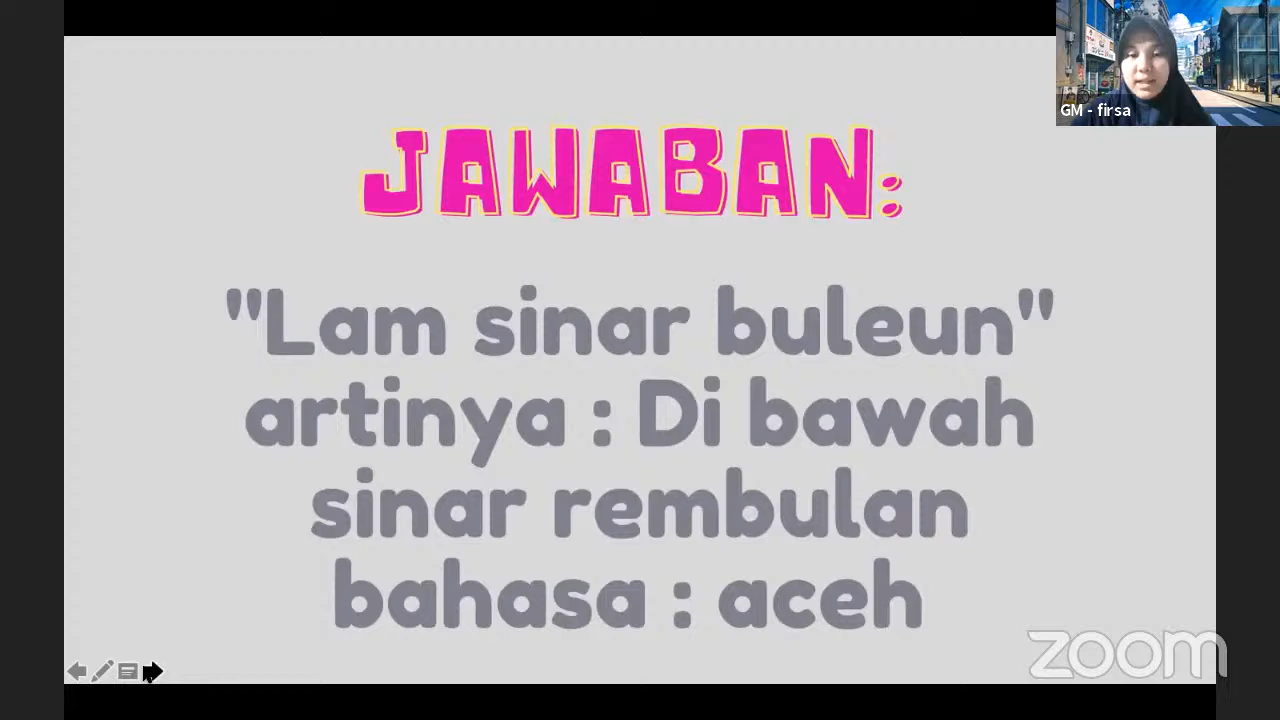 GM - firsa
JAWABAN:
"Lam sinar buleun"
artinya : Di bawah
sinar rembulan
bahasa : aceh
zoom